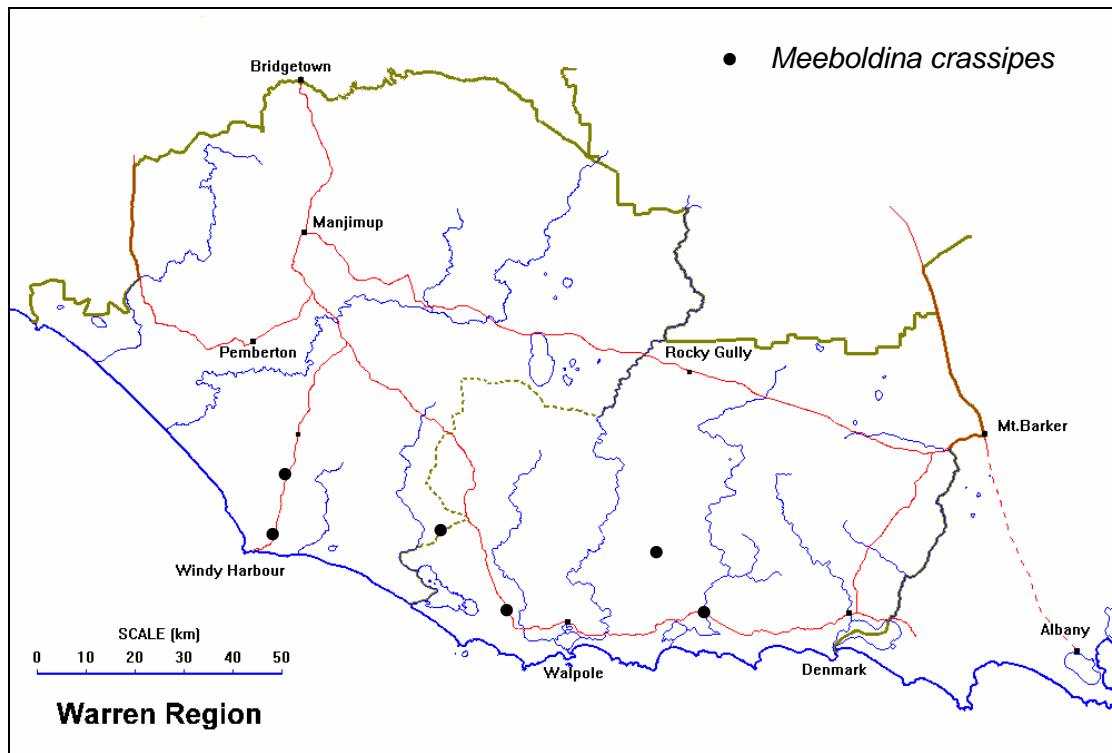 Meeboldina crassipes
Bridgetown
Manjimup
Pemberton
Rocky Gully
Mt.Barker
Windy Harbour
SCALE (km)
0 10 20 30 40 50
Walpole
Denmark
Albany
Warren Region